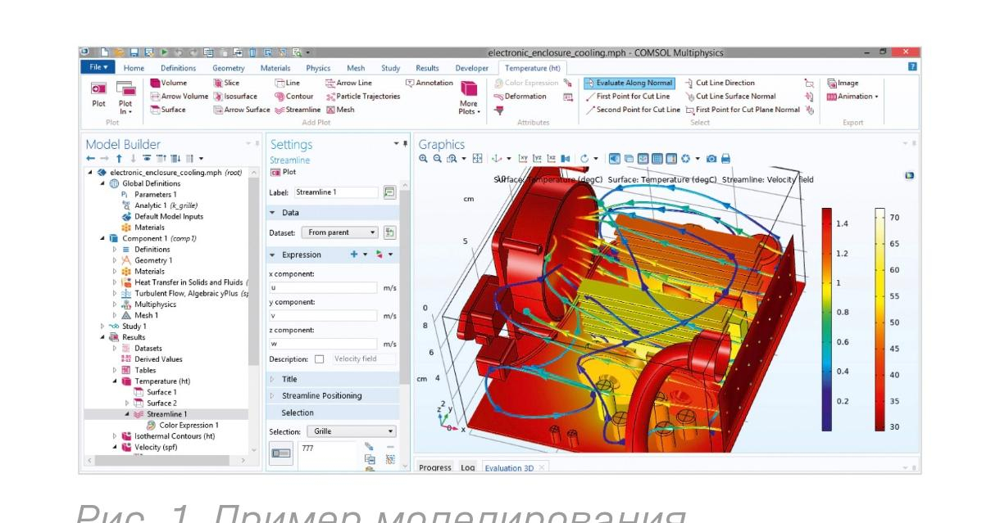 electronic_enclosure_cooling.mph - COMSOL Multiphysics
File Home Definitions Geometry Materials Physics Mesh Study Results Developer Temperature (ht)
Plot
Plot In
Plot
Volume Slice Line Arrow Line Annotation
Arrow Volume Isosurface Contour Particle Trajectories
Surface Arrow Surface Streamline Mesh
More Plots
Add Plot
Color Expression
Deformation
Attributes
Evaluate Along Normal Cut Line Direction
First Point for Cut Line Cut Line Surface Normal
Second Point for Cut Line First Point for Cut Plane Normal
Select
Image
Animation
Export
Model Builder
electronic_enclosure_cooling.mph (root)
Global Definitions
Parameters 1
Analytic 1 (k_grille)
Default Model Inputs
Materials
Component 1 (comp1)
Definitions
Geometry 1
Materials
Heat Transfer in Solids and Fluids (
Turbulent Flow, Algebraic yPlus (sp
Multiphysics
Mesh 1
Study 1
Results
Datasets
Derived Values
Tables
Temperature (ht)
Surface 1
Surface 2
Streamline 1
Color Expression 1
Isothermal Contours (ht)
Velocity (spf)
Settings
Streamline
Plot
Label: Streamline 1
Data
Dataset: From parent
Expression
x component:
u m/s
y component:
v m/s
z component:
w m/s
Description: Velocity field
Title
Streamline Positioning
Selection
Selection: Grille
777
Graphics
Surface: Temperature (degC) Surface: Temperature (degC) Streamline: Velocity field
10
cm
5
0
8
6
cm 4
2
0
z y
x
1.4
1.2
1
0.8
0.6
0.4
0.2
70
65
60
55
50
45
40
35
30
Progress Log Evaluation 3D
Рис. 1. Пример моделирования